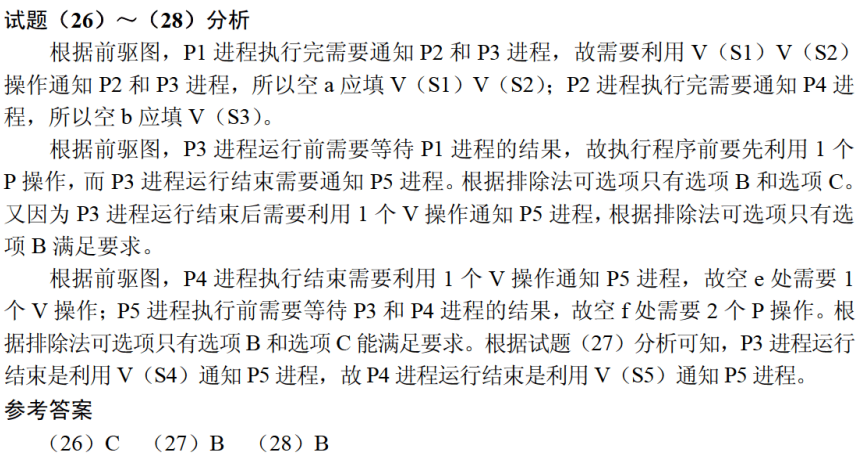 试题（26）～（28）分析
根据前驱图，P1 进程执行完需要通知 P2 和 P3 进程，故需要利用 V（S1）V（S2）
操作通知 P2 和 P3 进程，所以空 a 应填 V（S1）V（S2）；P2 进程执行完需要通知 P4 进
程，所以空 b 应填 V（S3）。
根据前驱图，P3 进程运行前需要等待 P1 进程的结果，故执行程序前要先利用 1 个
P 操作，而 P3 进程运行结束需要通知 P5 进程。根据排除法可选项只有选项 B 和选项 C。
又因为 P3 进程运行结束后需要利用 1 个 V 操作通知 P5 进程，根据排除法可选项只有选
项 B 满足要求。
根据前驱图，P4 进程执行结束需要利用 1 个 V 操作通知 P5 进程，故空 e 处需要 1
个 V 操作；P5 进程执行前需要等待 P3 和 P4 进程的结果，故空 f 处需要 2 个 P 操作。根
据排除法可选项只有选项 B 和选项 C 能满足要求。根据试题（27）分析可知，P3 进程运行
结束是利用 V（S4）通知 P5 进程，故 P4 进程运行结束是利用 V（S5）通知 P5 进程。
参考答案
（26）C （27）B （28）B